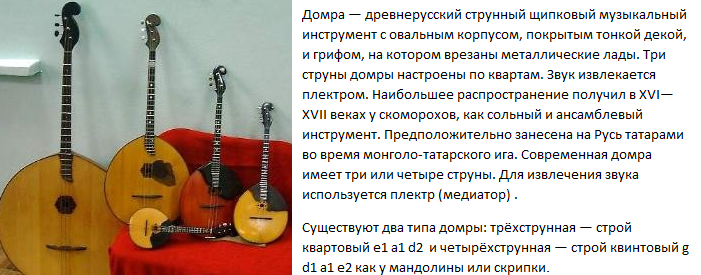 Домра — древнерусский струнный щипковый музыкальный
инструмент с овальным корпусом, покрытым тонкой декой,
и грифом, на котором врезаны металлические лады. Три
струны домры настроены по квартам. Звук извлекается
плектром. Наибольшее распространение получил в XVI—
XVII веках у скоморохов, как сольный и ансамблевый
инструмент. Предположительно занесена на Русь татарами
во время монголо-татарского ига. Современная домра
имеет три или четыре струны. Для извлечения звука
используется плектр (медиатор) .
Существуют два типа домры: трёхструнная — строй
квартовый e1 a1 d2 и четырёхструнная — строй квинтовый g
d1 a1 e2 как у мандолины или скрипки.